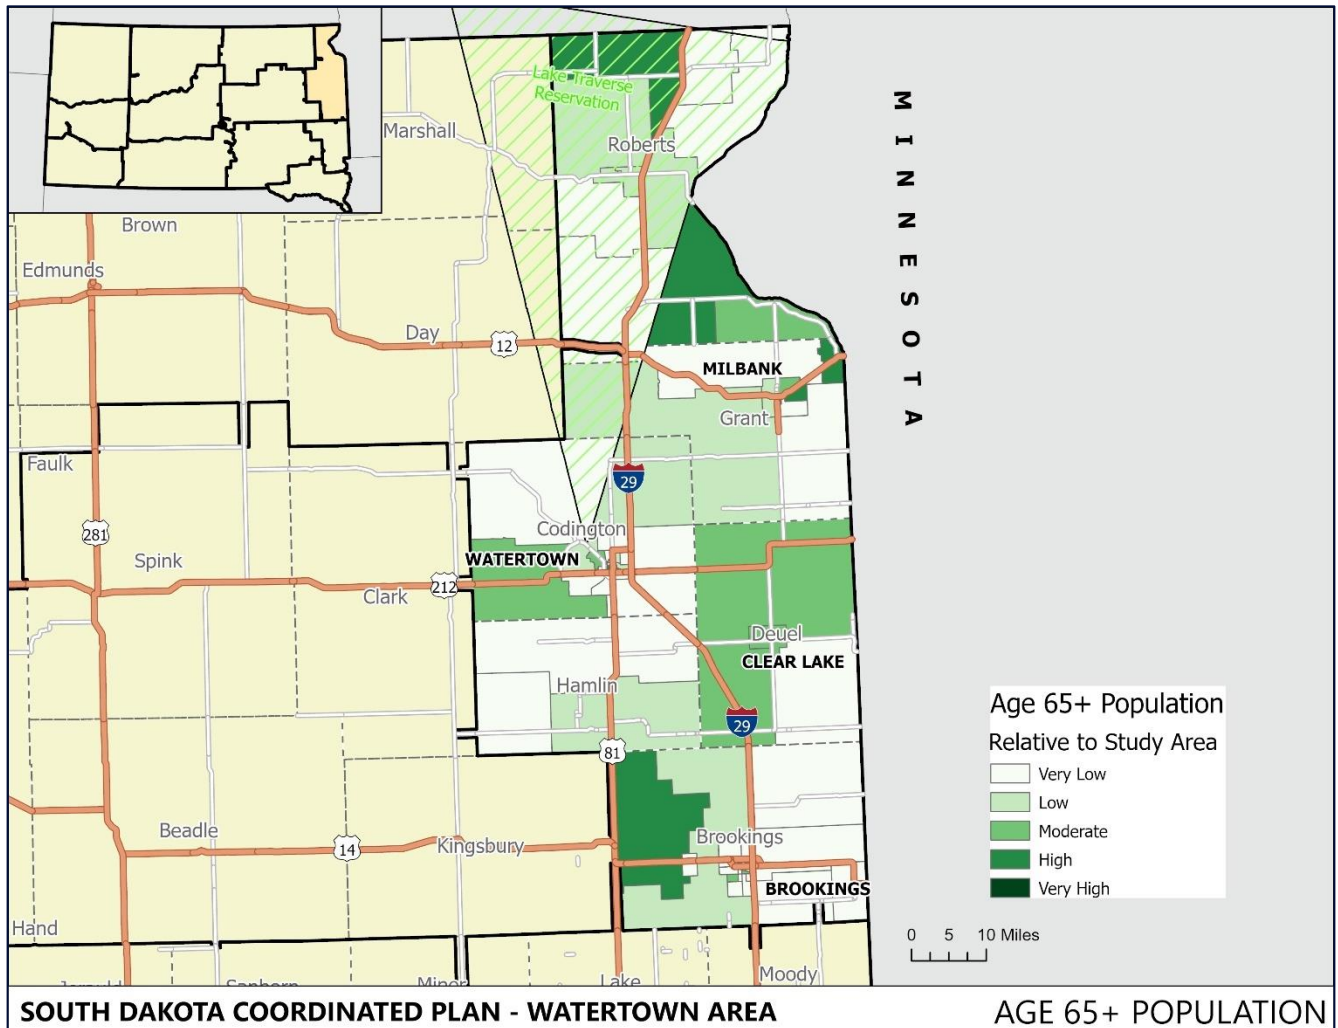 MINNESOTA
Lake Traverse
Reservation
Marshall
Roberts
Brown
Edmunds
Day
12
MILBANK
Grant
Faulk
29
281
Codington
WATERTOWN
Spink
212
Clark
Deuel
CLEAR LAKE
Hamlin
29
81
Beadle
14
Kingsbury
Brookings
BROOKINGS
Hand
Moody
Lake
Age 65+ Population
Relative to Study Area
Very Low
Low
Moderate
High
Very High
0 5 10 Miles
SOUTH DAKOTA COORDINATED PLAN - WATERTOWN AREA
AGE 65+ POPULATION